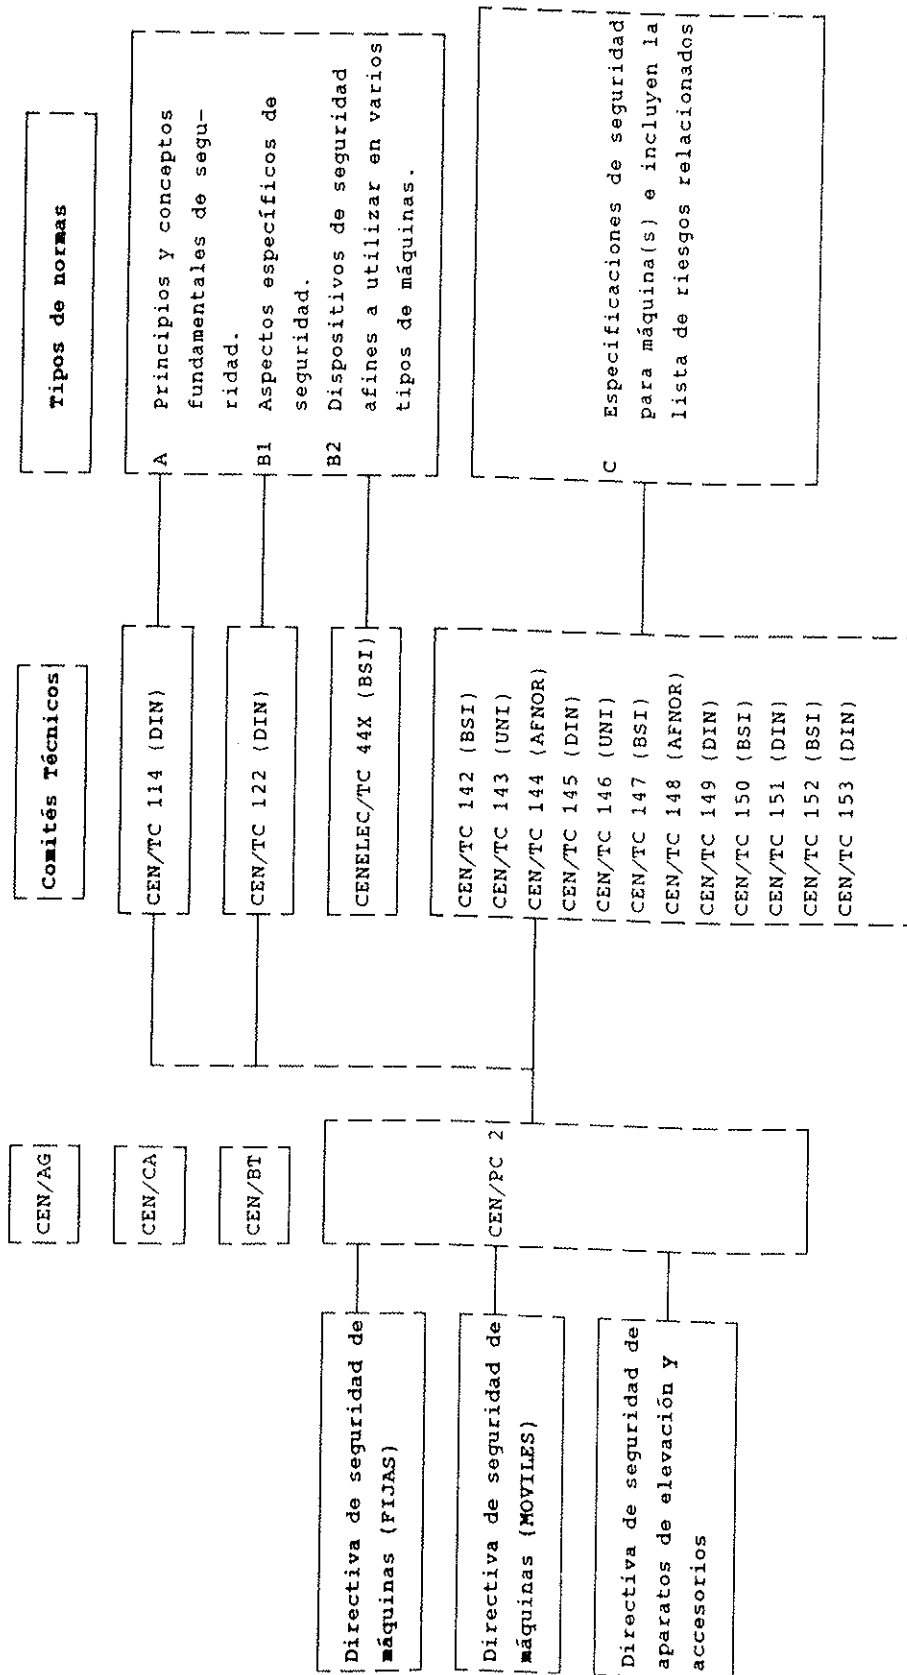 CEN/AG
CEN/CA
CEN/BT
Directiva de seguridad de
máquinas (FIJAS)
Directiva de seguridad de
máquinas (MOVILES)
Directiva de seguridad de
aparatos de elevación y
accesorios
CEN/PC 2
Comités Técnicos
CEN/TC 114 (DIN)
CEN/TC 122 (DIN)
CENELEC/TC 44X (BSI)
CEN/TC 142 (BSI)
CEN/TC 143 (UNI)
CEN/TC 144 (AFNOR)
CEN/TC 145 (DIN)
CEN/TC 146 (UNI)
CEN/TC 147 (BSI)
CEN/TC 148 (AFNOR)
CEN/TC 149 (DIN)
CEN/TC 150 (BSI)
CEN/TC 151 (DIN)
CEN/TC 152 (BSI)
CEN/TC 153 (DIN)
Tipos de normas
A Principios y conceptos
fundamentales de segu-
ridad.
B1 Aspectos específicos de
seguridad.
B2 Dispositivos de seguridad
afines a utilizar en varios
tipos de máquinas.
C Especificaciones de seguridad
para máquina(s) e incluyen la
lista de riesgos relacionados